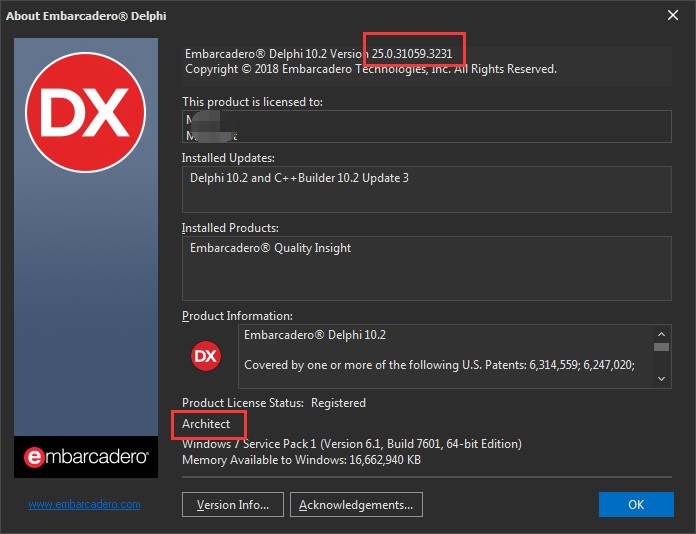 About Embarcadero® Delphi
DX
Embarcadero® Delphi 10.2 Version 25.0.31059.3231
Copyright © 2018 Embarcadero Technologies, Inc. All Rights Reserved.
This product is licensed to:
Installed Updates:
Delphi 10.2 and C++Builder 10.2 Update 3
Installed Products:
Embarcadero® Quality Insight
Product Information:
DX
Embarcadero® Delphi 10.2
Covered by one or more of the following U.S. Patents: 6,314,559; 6,247,020;
Product License Status: Registered
Architect
Windows 7 Service Pack 1 (Version 6.1, Build 7601, 64-bit Edition)
Memory Available to Windows: 16,662,940 KB
embarcadero®
www.embarcadero.com
Version Info...
Acknowledgements...
OK